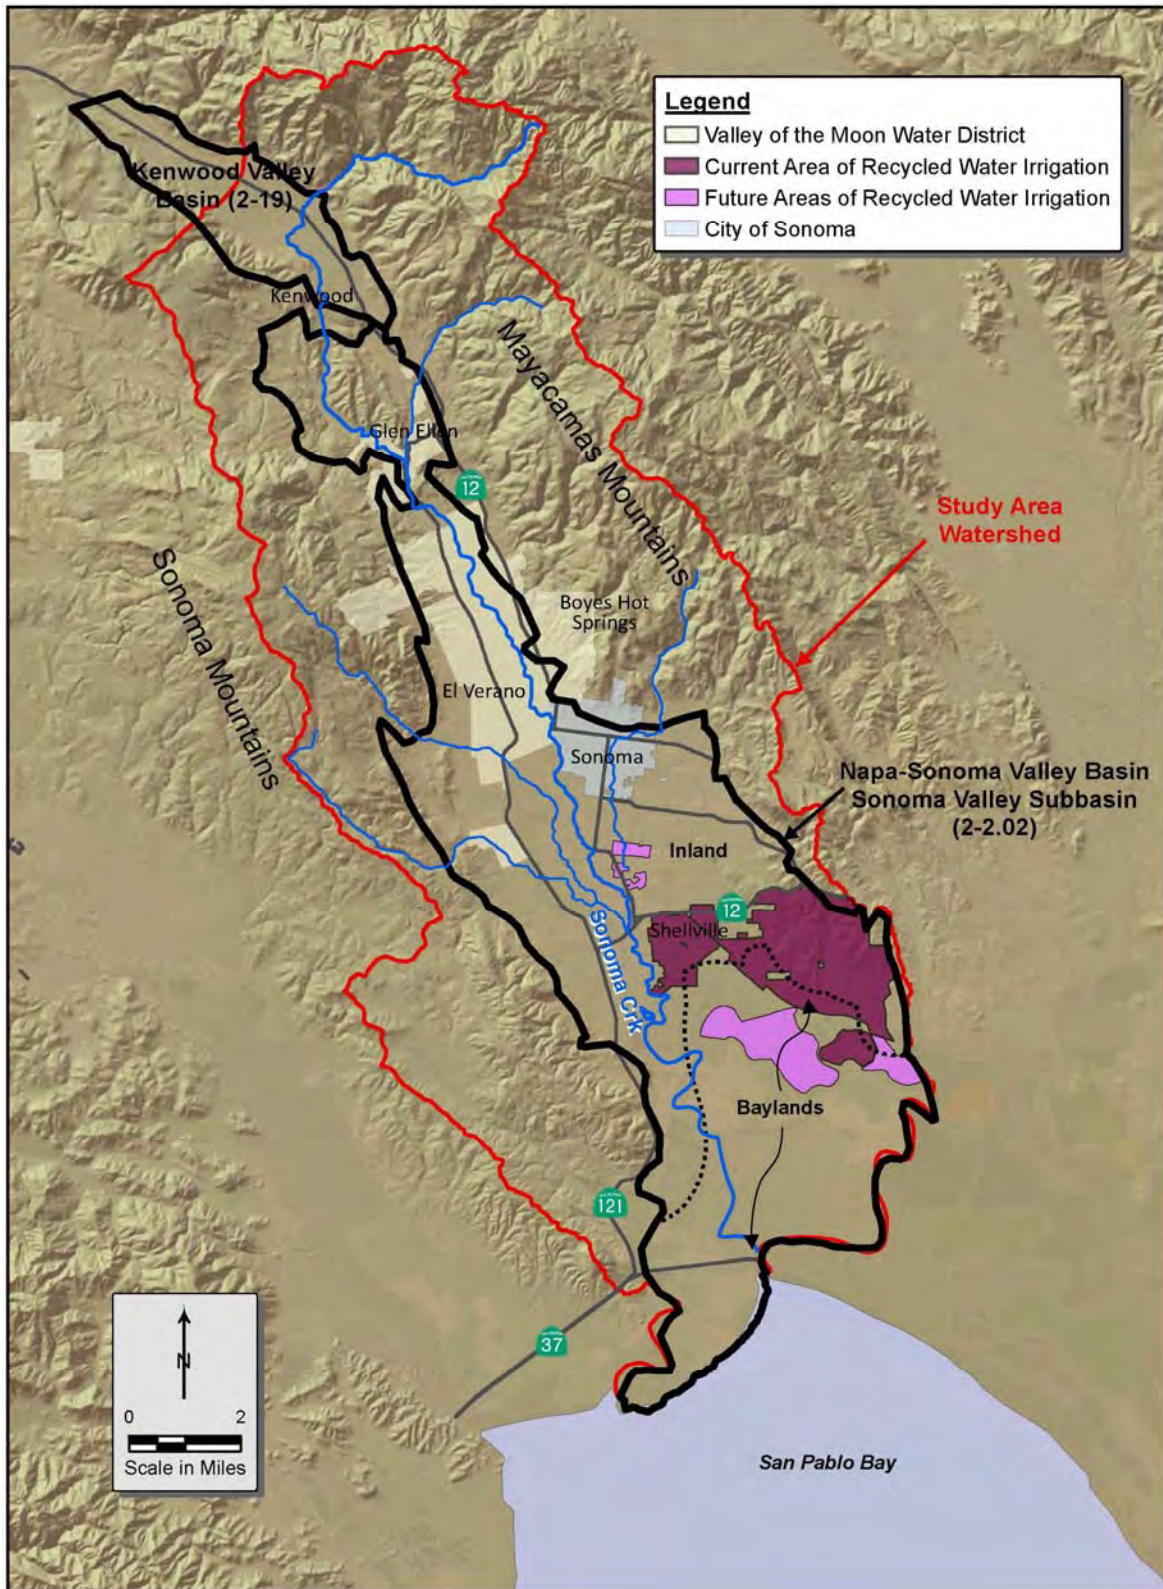 Legend
Valley of the Moon Water District
Current Area of Recycled Water Irrigation
Future Areas of Recycled Water Irrigation
City of Sonoma
Kenwood Valley
Basin (2-19)
Kenwood
Mayacamas Mountains
Glen Ellen
12
Study Area
Watershed
Sonoma Mountains
Boyes Hot
Springs
El Verano
Sonoma
Napa-Sonoma Valley Basin
Sonoma Valley Subbasin
(2-2.02)
Inland
12
Shellville
Sonoma Crk
Baylands
121
37
N
0 2
Scale in Miles
San Pablo Bay